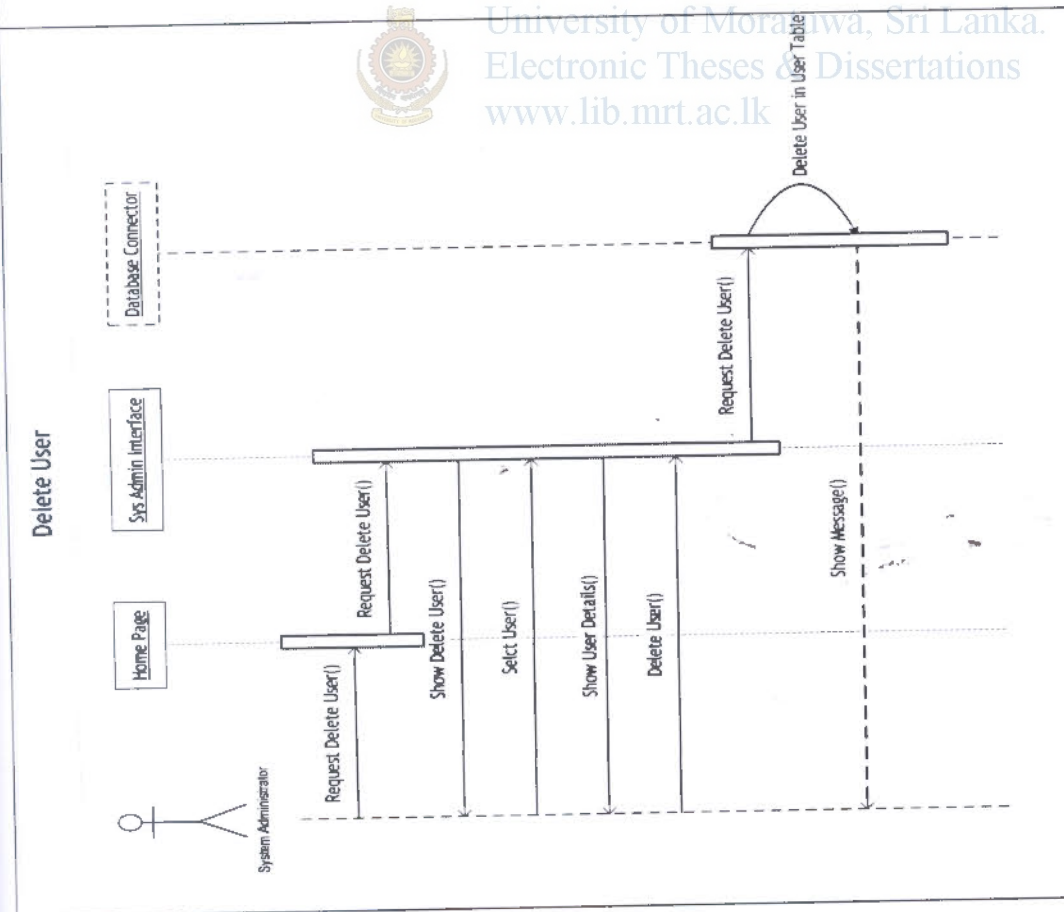 University of Moratuwa, Sri Lanka.
Electronic Theses & Dissertations
www.lib.mrt.ac.lk
Delete User
System Administrator
Home Page
Sys Admin Interface
Database Connector
Request Delete User()
Request Delete User()
Show Delete User()
Selct User()
Show User Details()
Delete User()
Request Delete User()
Delete User in User Table
Show Message()